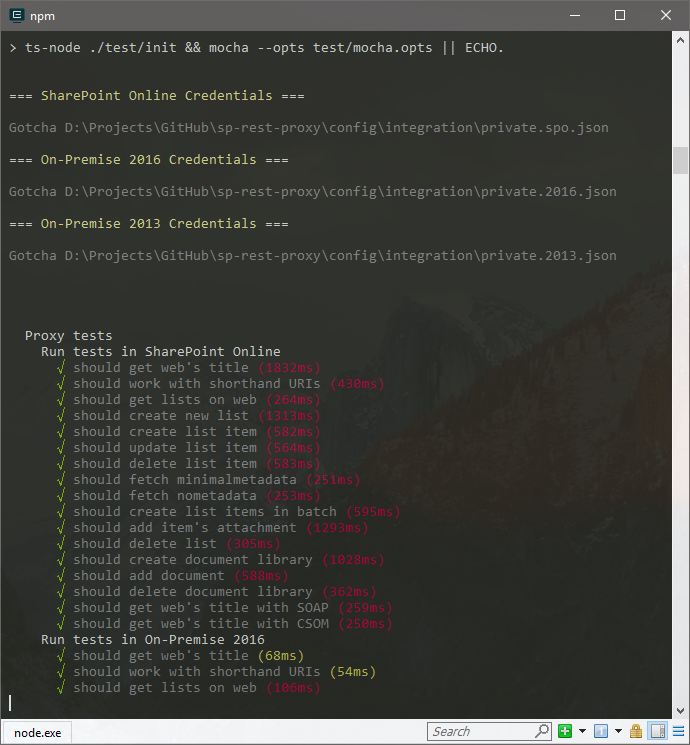 npm
> ts-node ./test/init && mocha --opts test/mocha.opts || ECHO.
=== SharePoint Online Credentials ===
Gotcha D:\Projects\GitHub\sp-rest-proxy\config\integration\private.spo.json
=== On-Premise 2016 Credentials ===
Gotcha D:\Projects\GitHub\sp-rest-proxy\config\integration\private.2016.json
=== On-Premise 2013 Credentials ===
Gotcha D:\Projects\GitHub\sp-rest-proxy\config\integration\private.2013.json
Proxy tests
Run tests in SharePoint Online
√ should get web's title (1832ms)
√ should work with shorthand URIs (430ms)
√ should get lists on web (264ms)
√ should create new list (1313ms)
√ should create list item (582ms)
√ should update list item (564ms)
√ should delete list item (583ms)
√ should fetch minimalmetadata (251ms)
√ should fetch nometadata (253ms)
√ should create list items in batch (595ms)
√ should add item's attachment (1293ms)
√ should delete list (305ms)
√ should create document library (1028ms)
√ should add document (588ms)
√ should delete document library (362ms)
√ should get web's title with SOAP (259ms)
√ should get web's title with CSOM (250ms)
Run tests in On-Premise 2016
√ should get web's title (68ms)
√ should work with shorthand URIs (54ms)
√ should get lists on web (106ms)
node.exe
Search